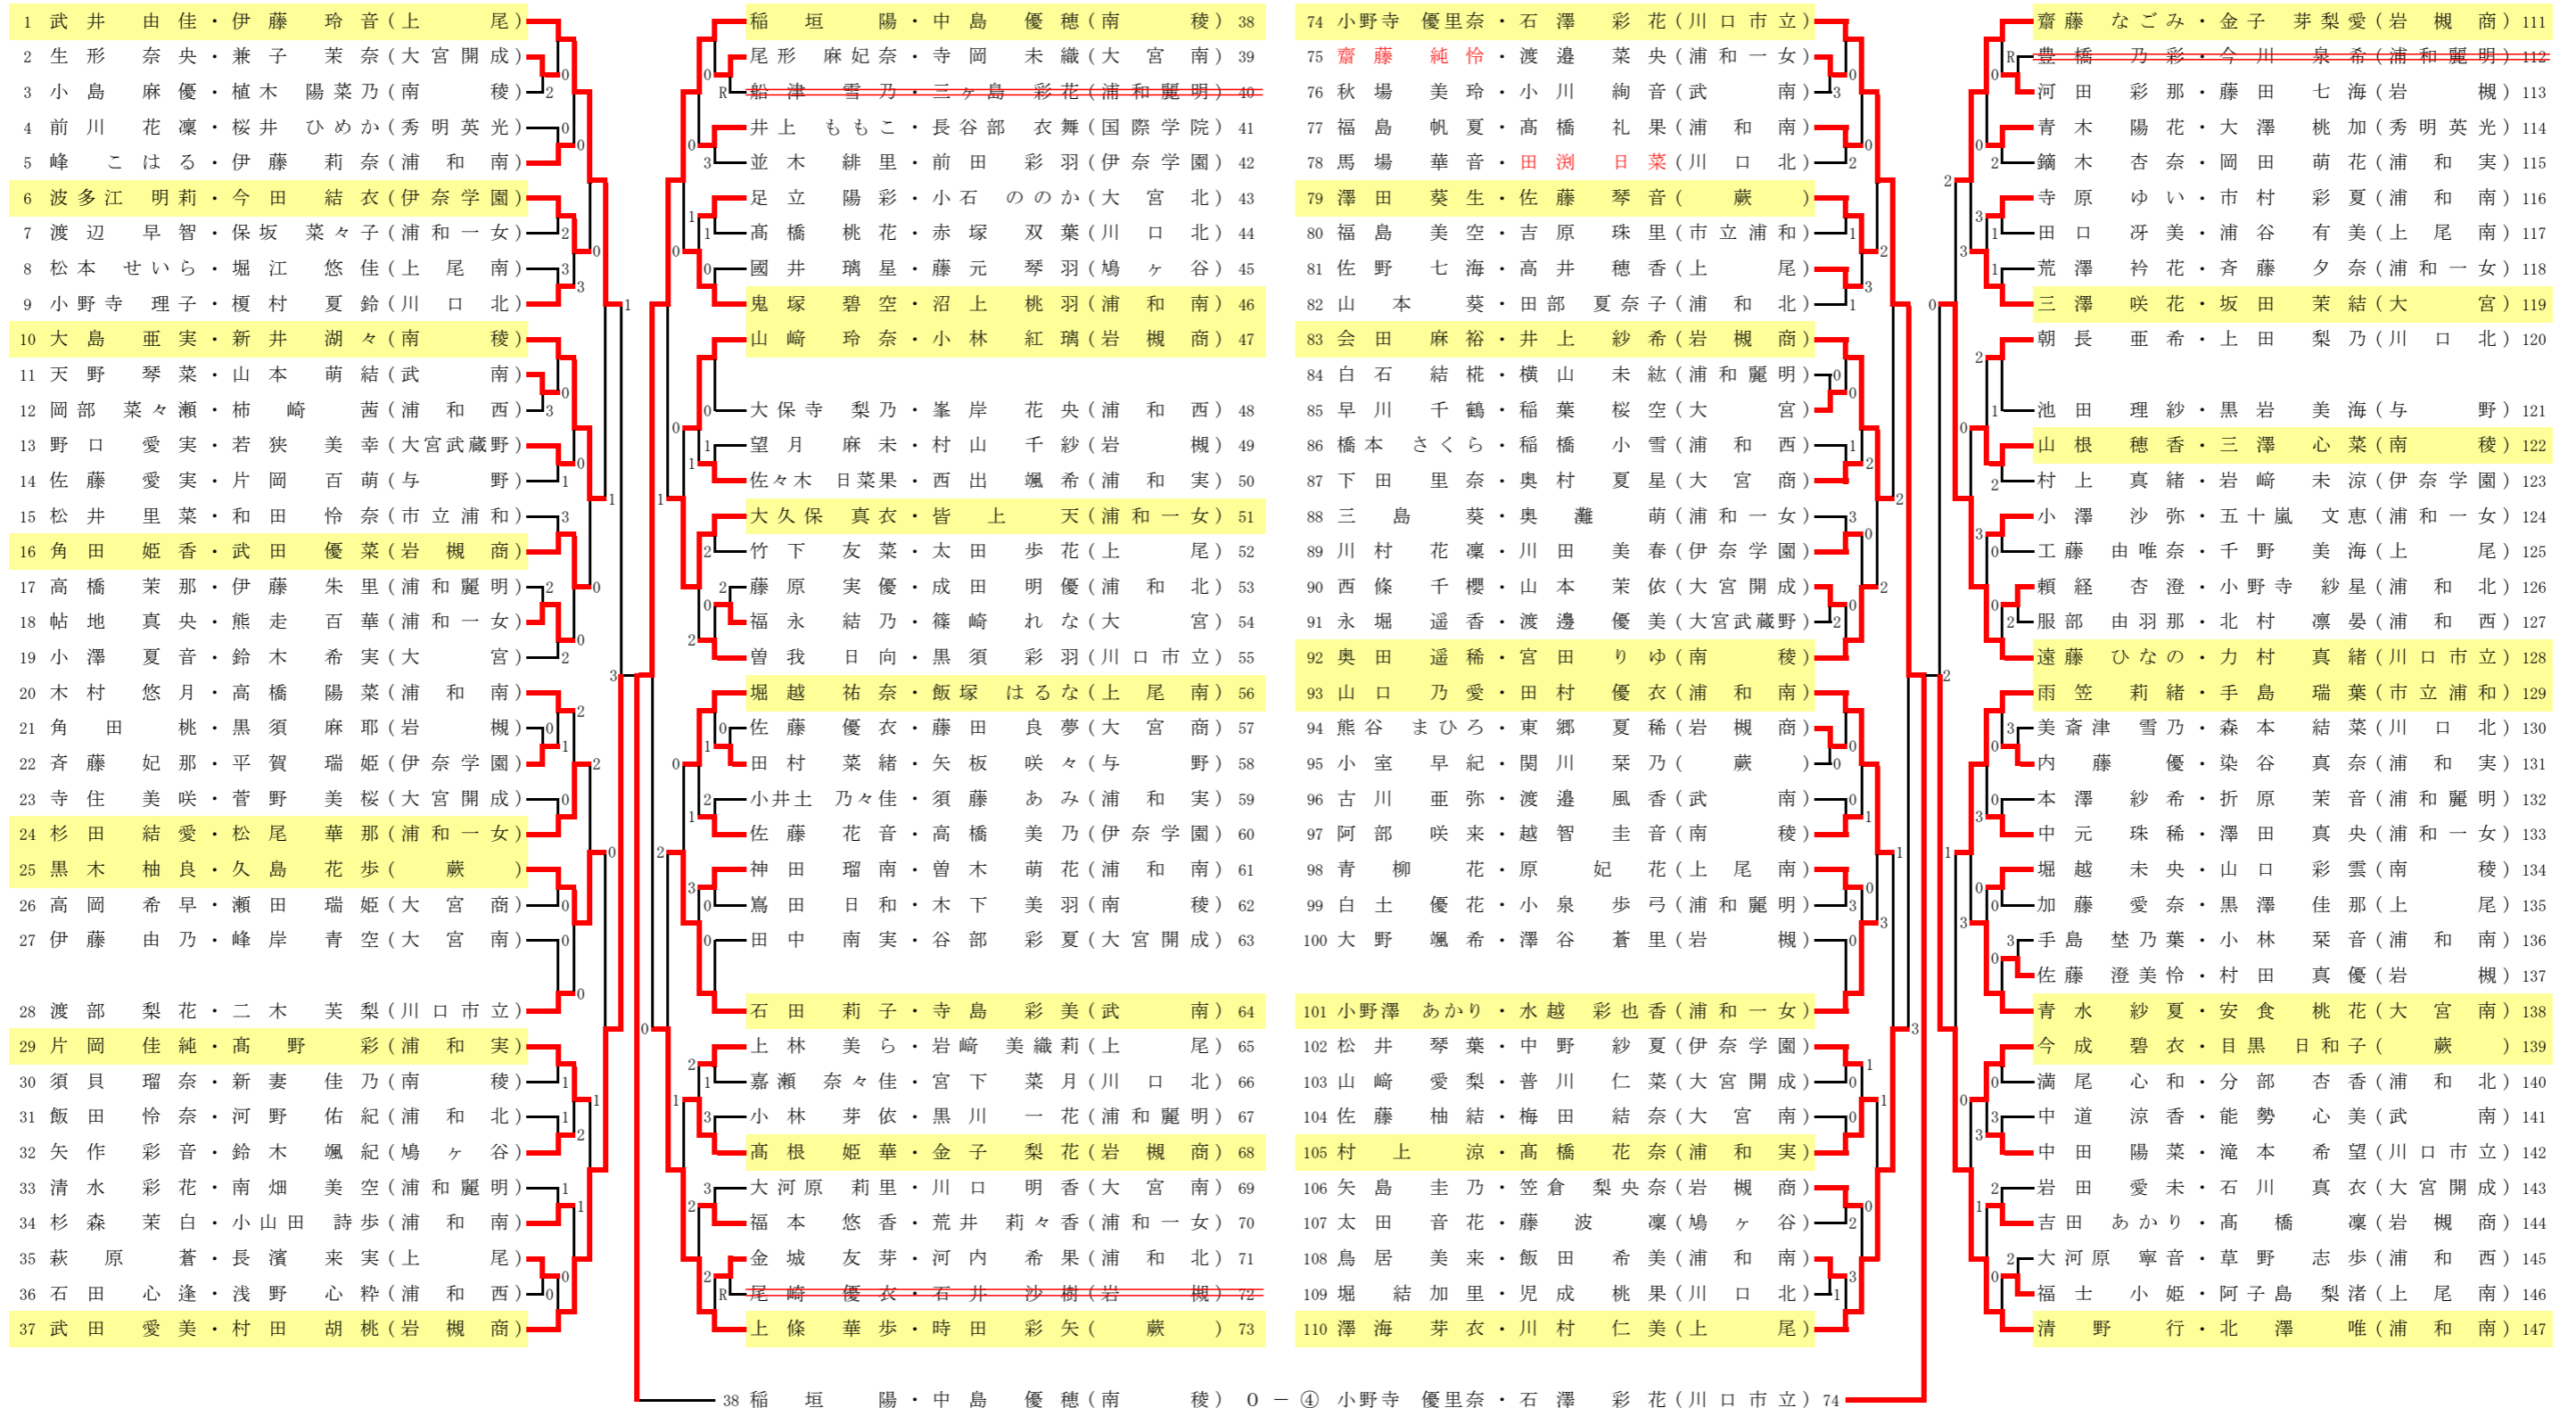 1 武井 由佳・伊藤 玲音(上尾)
2 生形 奈央・兼子 茉奈(大宮開成)
3 小島 麻優・植木 陽菜乃(南稜)
4 前川 花凜・桜井 ひめか(秀明英光)
5 峰 こはる・伊藤 莉奈(浦和南)
6 波多江 明莉・今田 結衣(伊奈学園)
7 渡辺 早智・保坂 菜々子(浦和一女)
8 松本 せいら・堀江 悠佳(上尾南)
9 小野寺 理子・榎村 夏鈴(川口北)
10 大島 亜実・新井 湖々(南稜)
11 天野 琴菜・山本 萌結(武南)
12 岡部 菜々瀬・柿崎 茜(浦和西)
13 野口 愛実・若狭 美幸(大宮武蔵野)
14 佐藤 愛実・片岡 百萌(与野)
15 松井 里菜・和田 怜奈(市立浦和)
16 角田 姫香・武田 優菜(岩槻商)
17 高橋 茉那・伊藤 朱里(浦和麗明)
18 帖地 真央・熊走 百華(浦和一女)
19 小澤 夏音・鈴木 希実(大宮)
20 木村 悠月・高橋 陽菜(浦和南)
21 角田 桃・黒須 麻耶(岩槻)
22 斉藤 妃那・平賀 瑞姫(伊奈学園)
23 寺住 美咲・菅野 美桜(大宮開成)
24 杉田 結愛・松尾 華那(浦和一女)
25 黒木 柚良・久島 花歩(蕨)
26 高岡 希早・瀬田 瑞姫(大宮商)
27 伊藤 由乃・峰岸 青空(大宮南)
28 渡部 梨花・二木 芙梨(川口市立)
29 片岡 佳純・髙野 彩(浦和実)
30 須貝 瑠奈・新妻 佳乃(南稜)
31 飯田 怜奈・河野 佑紀(浦和北)
32 矢作 彩音・鈴木 颯紀(鳩ヶ谷)
33 清水 彩花・南畑 美空(浦和麗明)
34 杉森 茉白・小山田 詩歩(浦和南)
35 萩原 蒼・長濱 来実(上尾)
36 石田 心逢・浅野 心粋(浦和西)
37 武田 愛美・村田 胡桃(岩槻商)
稲垣 陽・中島 優穂(南稜) 38
尾形 麻妃奈・寺岡 未織(大宮南) 39
船津 雪乃・三ヶ島 彩花(浦和麗明) 40
井上 ももこ・長谷部 衣舞(国際学院) 41
並木 緋里・前田 彩羽(伊奈学園) 42
足立 陽彩・小石 ののか(大宮北) 43
髙橋 桃花・赤塚 双葉(川口北) 44
國井 璃星・藤元 琴羽(鳩ヶ谷) 45
鬼塚 碧空・沼上 桃羽(浦和南) 46
山﨑 玲奈・小林 紅璃(岩槻商) 47
大保寺 梨乃・峯岸 花央(浦和西) 48
望月 麻未・村山 千紗(岩槻) 49
佐々木 日菜果・西出 颯希(浦和実) 50
大久保 真衣・皆上 天(浦和一女) 51
竹下 友菜・太田 歩花(上尾) 52
藤原 実優・成田 明優(浦和北) 53
福永 結乃・篠崎 れな(大宮) 54
曽我 日向・黒須 彩羽(川口市立) 55
堀越 祐奈・飯塚 はるな(上尾南) 56
佐藤 優衣・藤田 良夢(大宮商) 57
田村 菜緒・矢板 咲々(与野) 58
小井土 乃々佳・須藤 あみ(浦和実) 59
佐藤 花音・高橋 美乃(伊奈学園) 60
神田 瑠南・曽木 萌花(浦和南) 61
嶌田 日和・木下 美羽(南稜) 62
田中 南実・谷部 彩夏(大宮開成) 63
石田 莉子・寺島 彩美(武南) 64
上林 美ら・岩﨑 美織莉(上尾) 65
嘉瀬 奈々佳・宮下 菜月(川口北) 66
小林 芽依・黒川 一花(浦和麗明) 67
髙根 姫華・金子 梨花(岩槻商) 68
大河原 莉里・川口 明香(大宮南) 69
福本 悠香・荒井 莉々香(浦和一女) 70
金城 友芽・河内 希果(浦和北) 71
尾崎 優衣・石井 沙樹(岩槻) 72
上條 華歩・時田 彩矢(蕨) 73
74 小野寺 優里奈・石澤 彩花(川口市立)
75 齋藤 純怜・渡邉 菜央(浦和一女)
76 秋場 美玲・小川 絢音(武南)
77 福島 帆夏・髙橋 礼果(浦和南)
78 馬場 華音・田渕 日菜(川口北)
79 澤田 葵生・佐藤 琴音(蕨)
80 福島 美空・吉原 珠里(市立浦和)
81 佐野 七海・高井 穂香(上尾)
82 山本 葵・田部 夏奈子(浦和北)
83 会田 麻裕・井上 紗希(岩槻商)
84 白石 結椛・横山 未紘(浦和麗明)
85 早川 千鶴・稲葉 桜空(大宮)
86 橋本 さくら・稲橋 小雪(浦和西)
87 下田 里奈・奥村 夏星(大宮商)
88 三島 葵・奥灘 萌(浦和一女)
89 川村 花凜・川田 美春(伊奈学園)
90 西條 千櫻・山本 茉依(大宮開成)
91 永堀 遥香・渡邊 優美(大宮武蔵野)
92 奥田 遥稀・宮田 りゆ(南稜)
93 山口 乃愛・田村 優衣(浦和南)
94 熊谷 まひろ・東郷 夏稀(岩槻商)
95 小室 早紀・関川 栞乃(蕨)
96 古川 亜弥・渡邉 風香(武南)
97 阿部 咲来・越智 圭音(南稜)
98 青柳 花・原 妃花(上尾南)
99 白土 優花・小泉 歩弓(浦和麗明)
100 大野 颯希・澤谷 蒼里(岩槻)
101 小野澤 あかり・水越 彩也香(浦和一女)
102 松井 琴葉・中野 紗夏(伊奈学園)
103 山﨑 愛梨・普川 仁菜(大宮開成)
104 佐藤 柚結・梅田 結奈(大宮南)
105 村上 涼・髙橋 花奈(浦和実)
106 矢島 圭乃・笠倉 梨央奈(岩槻商)
107 太田 音花・藤波 凜(鳩ヶ谷)
108 鳥居 美来・飯田 希美(浦和南)
109 堀 結加里・児成 桃果(川口北)
110 澤海 芽衣・川村 仁美(上尾)
齋藤 なごみ・金子 芽梨愛(岩槻商) 111
豊橋 乃彩・今川 泉希(浦和麗明) 112
河田 彩那・藤田 七海(岩槻) 113
青木 陽花・大澤 桃加(秀明英光) 114
鏑木 杏奈・岡田 萌花(浦和実) 115
寺原 ゆい・市村 彩夏(浦和南) 116
田口 冴美・浦谷 有美(上尾南) 117
荒澤 衿花・斉藤 夕奈(浦和一女) 118
三澤 咲花・坂田 茉結(大宮) 119
朝長 亜希・上田 梨乃(川口北) 120
池田 理紗・黒岩 美海(与野) 121
山根 穂香・三澤 心菜(南稜) 122
村上 真緒・岩﨑 未涼(伊奈学園) 123
小澤 沙弥・五十嵐 文恵(浦和一女) 124
工藤 由唯奈・千野 美海(上尾) 125
頼経 杏澄・小野寺 紗星(浦和北) 126
服部 由羽那・北村 凛晏(浦和西) 127
遠藤 ひなの・力村 真緒(川口市立) 128
雨笠 莉緒・手島 瑞葉(市立浦和) 129
美斎津 雪乃・森本 結菜(川口北) 130
内藤 優・染谷 真奈(浦和実) 131
本澤 紗希・折原 茉音(浦和麗明) 132
中元 珠稀・澤田 真央(浦和一女) 133
堀越 未央・山口 彩雲(南稜) 134
加藤 愛奈・黒澤 佳那(上尾) 135
手島 埜乃葉・小林 栞音(浦和南) 136
佐藤 澄美怜・村田 真優(岩槻) 137
青水 紗夏・安食 桃花(大宮南) 138
今成 碧衣・目黒 日和子(蕨) 139
満尾 心和・分部 杏香(浦和北) 140
中道 涼香・能勢 心美(武南) 141
中田 陽菜・滝本 希望(川口市立) 142
岩田 愛未・石川 真衣(大宮開成) 143
吉田 あかり・髙橋 凜(岩槻商) 144
大河原 寧音・草野 志歩(浦和西) 145
福士 小姫・阿子島 梨渚(上尾南) 146
清野 行・北澤 唯(浦和南) 147
38 稲垣 陽・中島 優穂(南稜) 0 － ④ 小野寺 優里奈・石澤 彩花(川口市立) 74